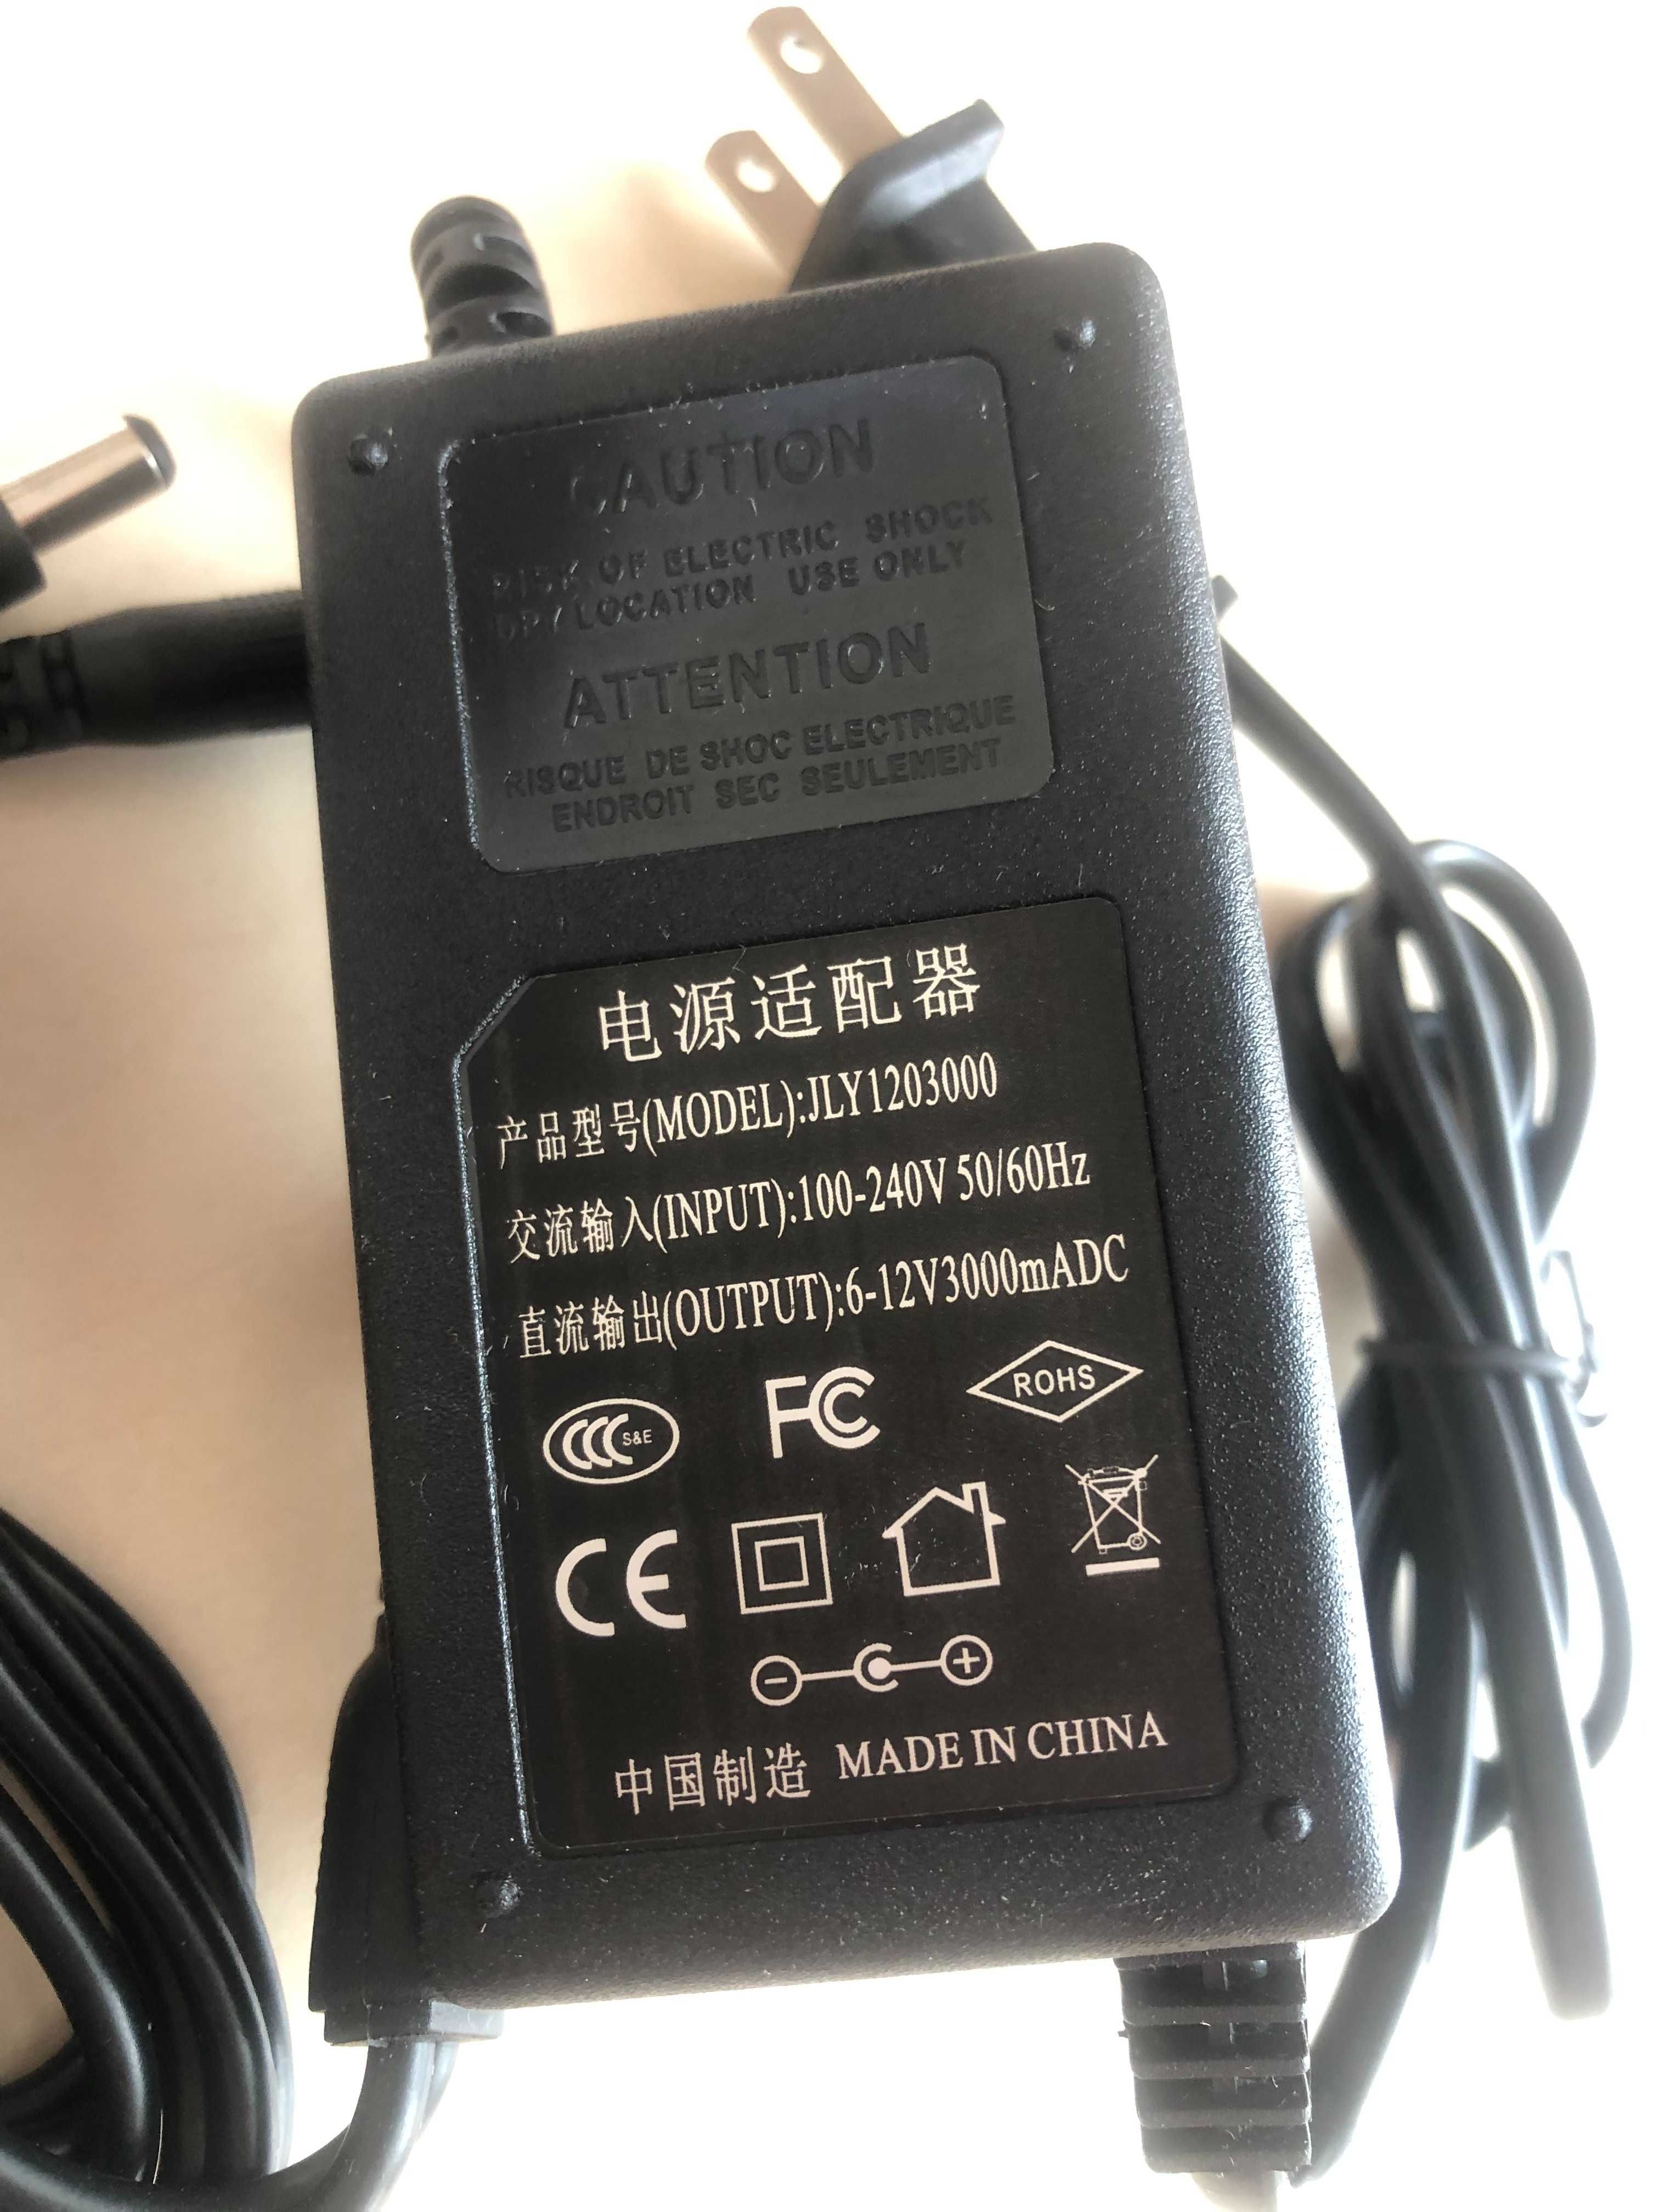 CAUTION
RISK OF ELECTRIC SHOCK
DRY LOCATION USE ONLY
ATTENTION
RISQUE DE SHOC ELECTRIQUE
ENDROIT SEC SEULEMENT
电源适配器
产品型号(MODEL):JLY1203000
交流输入(INPUT):100-240V 50/60Hz
直流输出(OUTPUT):6-12V3000mADC
CCC S&E FC ROHS
CE
中国制造 MADE IN CHINA